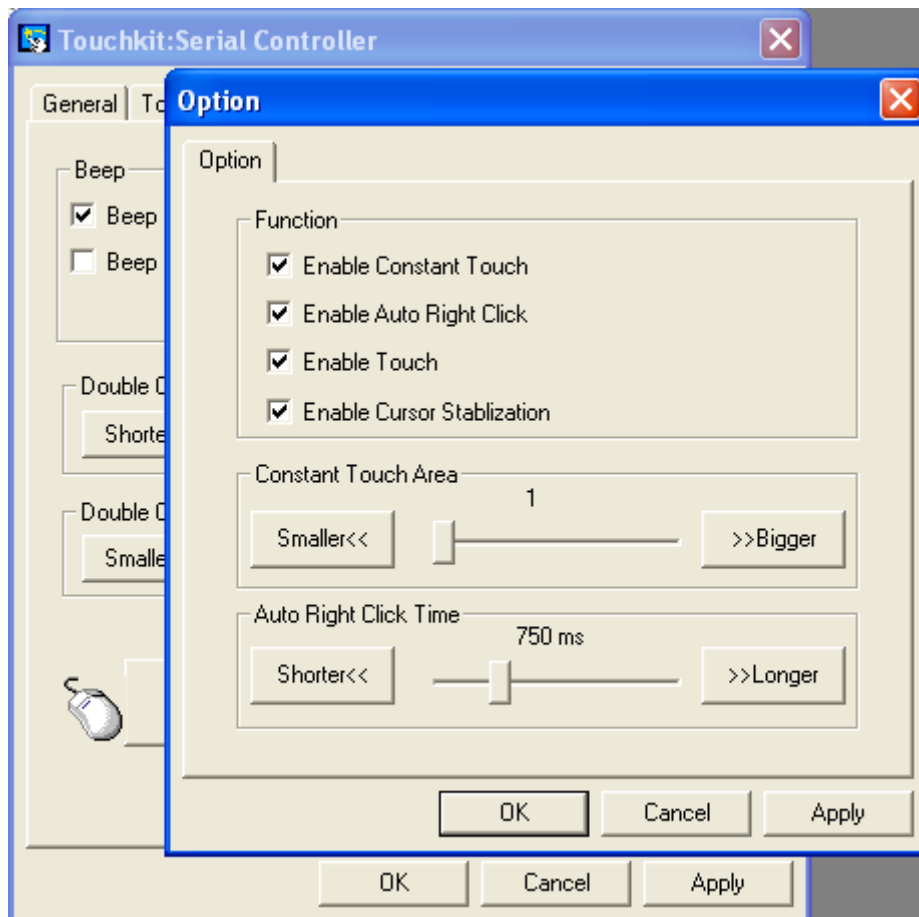 Touchkit:Serial Controller
General
Option
Option
Beep
Beep
Beep
Function
Enable Constant Touch
Enable Auto Right Click
Enable Touch
Enable Cursor Stablization
Double
Constant Touch Area
1
Smaller<<
>>Bigger
Double
Auto Right Click Time
750 ms
Shorter<<
>>Longer
OK
Cancel
Apply
OK
Cancel
Apply